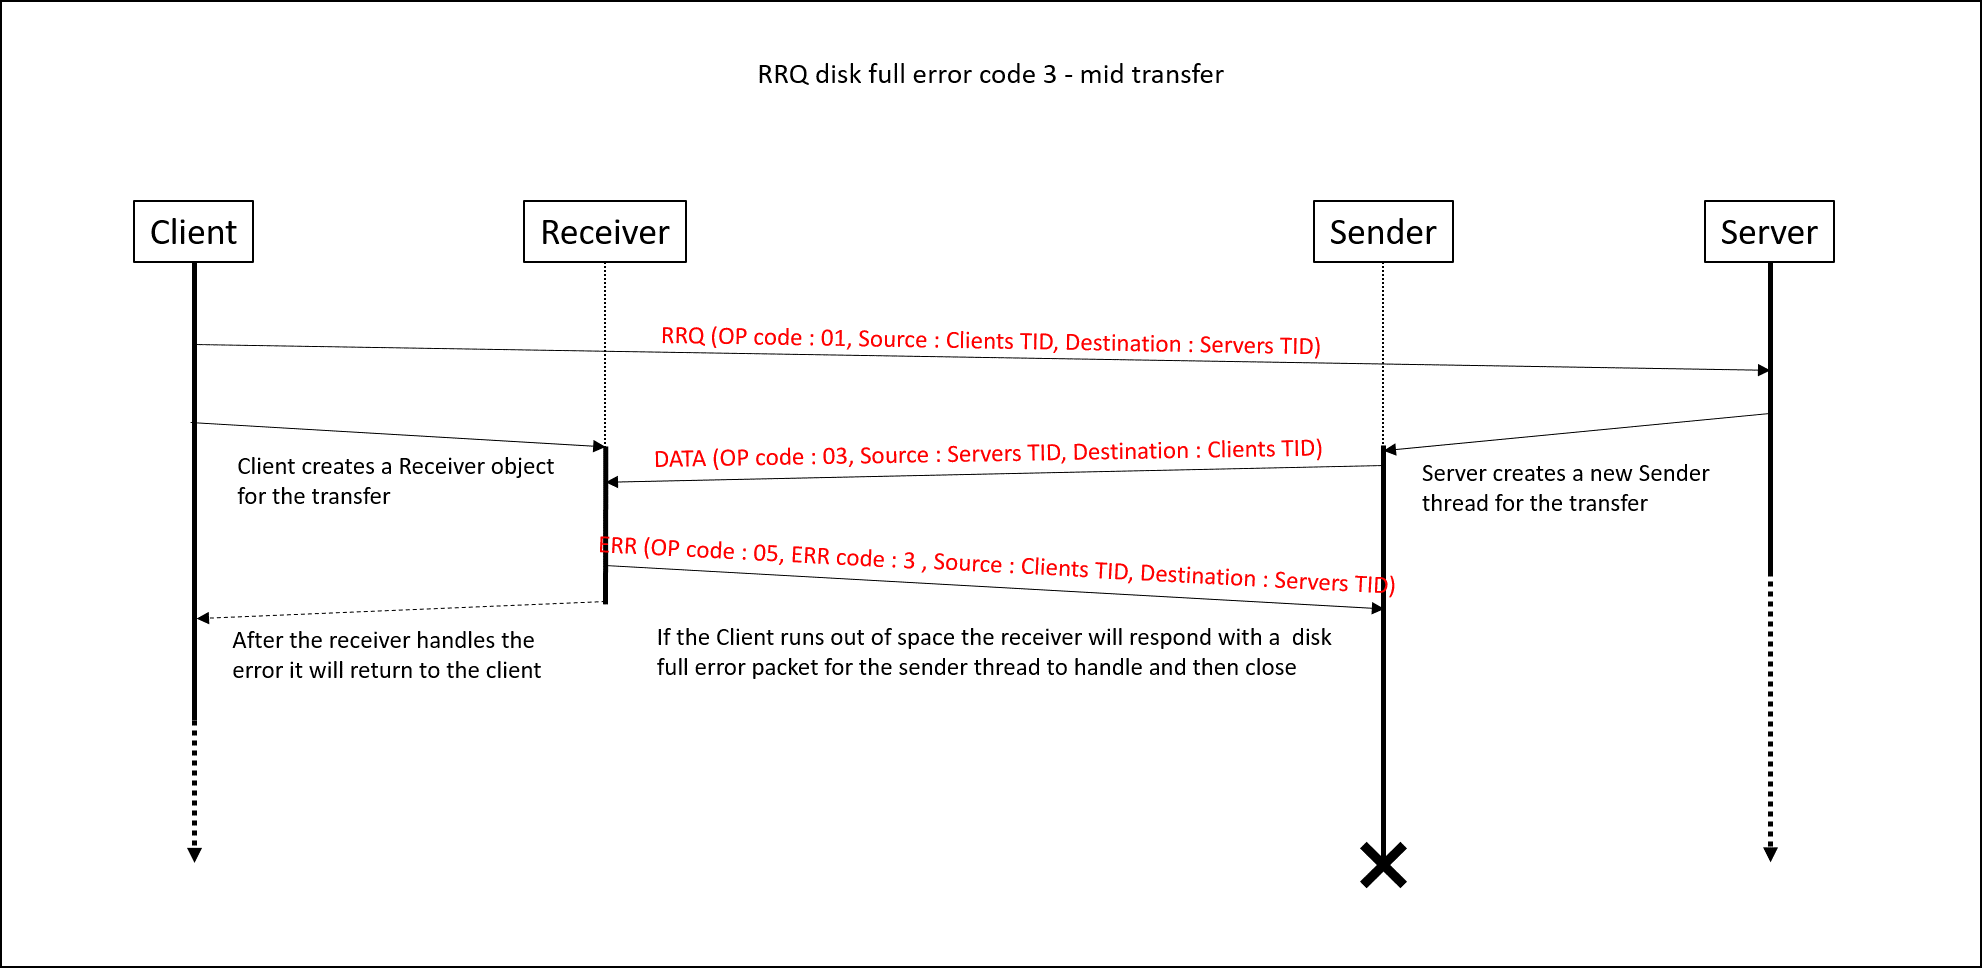 RRQ disk full error code 3 - mid transfer
Client
Receiver
Sender
Server
RRQ (OP code : 01, Source : Clients TID, Destination : Servers TID)
DATA (OP code : 03, Source : Servers TID, Destination : Clients TID)
Client creates a Receiver object
for the transfer
Server creates a new Sender
thread for the transfer
ERR (OP code : 05, ERR code : 3 , Source : Clients TID, Destination : Servers TID)
After the receiver handles the
error it will return to the client
If the Client runs out of space the receiver will respond with a  disk
full error packet for the sender thread to handle and then close